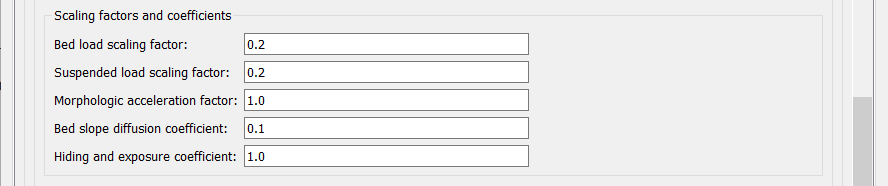 Scaling factors and coefficients
Bed load scaling factor: 0.2
Suspended load scaling factor: 0.2
Morphologic acceleration factor: 1.0
Bed slope diffusion coefficient: 0.1
Hiding and exposure coefficient: 1.0